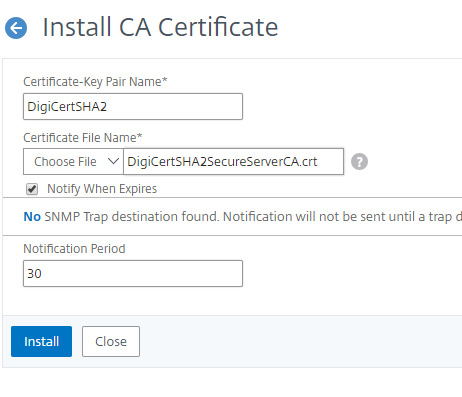 Install CA Certificate
Certificate-Key Pair Name*
DigiCertSHA2
Certificate File Name*
Choose File DigiCertSHA2SecureServerCA.crt ?
Notify When Expires
No SNMP Trap destination found. Notification will not be sent until a trap d
Notification Period
30
Install Close